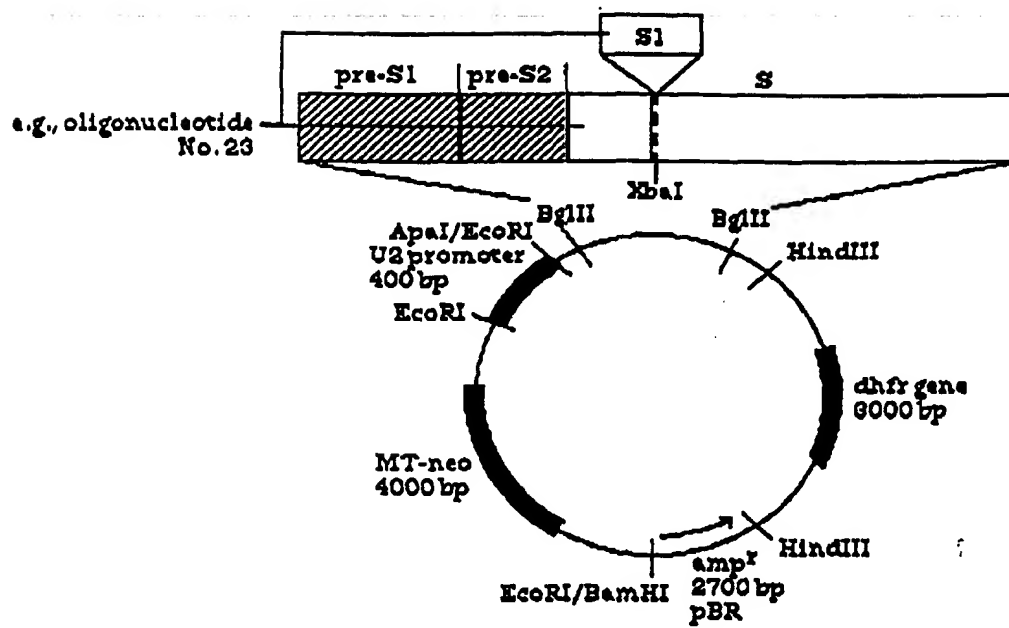 S1
pre-S1
pre-S2
S
e.g., oligonucleotide
No. 23
XbaI
BglII
BglII
ApaI/EcoRI
U2 promoter
400 bp
HindIII
EcoRI
dhfr gene
6000 bp
MT-neo
4000 bp
HindIII
EcoRI/BamHI
amp^r
2700 bp
pBR